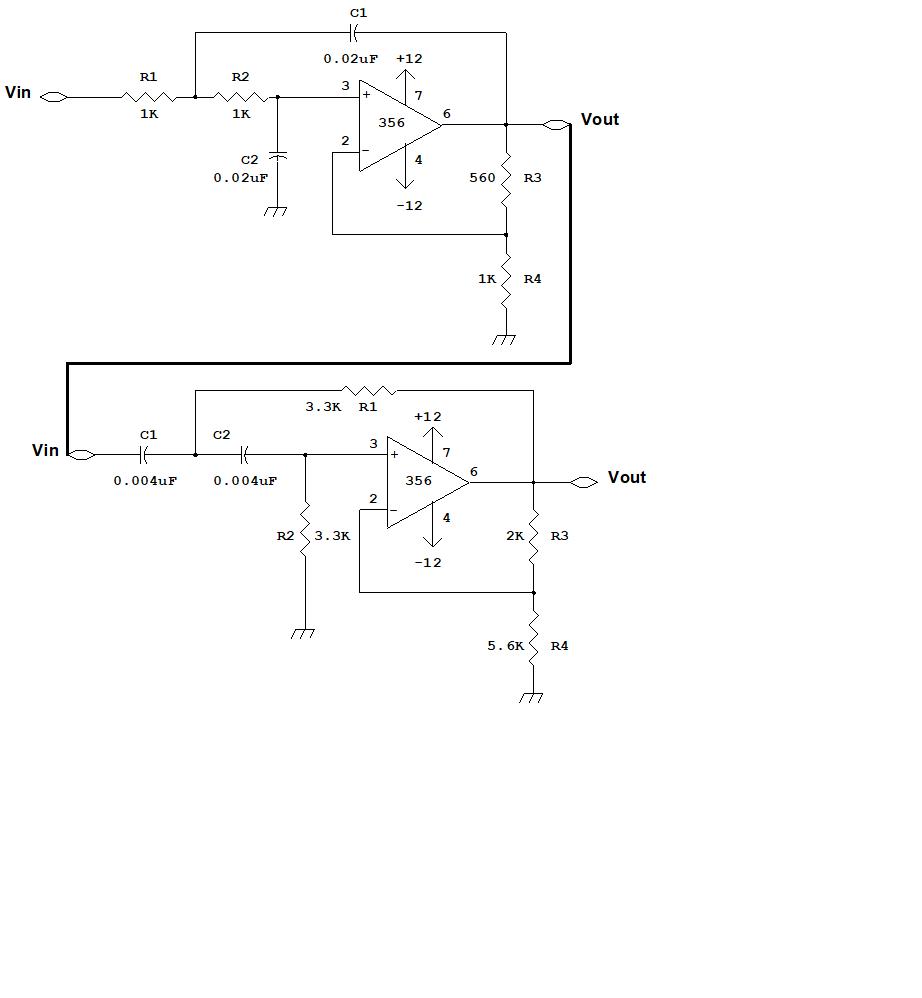 C1
0.02uF +12
R1 R2
3 7
Vin + 6 Vout
1K 1K 356
2
C2 - 4 560 R3
0.02uF
-12
1K R4
3.3K R1
+12
C1 C2 3 7
Vin + 6 Vout
0.004uF 0.004uF 356
2
- 4
R2 3.3K 2K R3
-12
5.6K R4